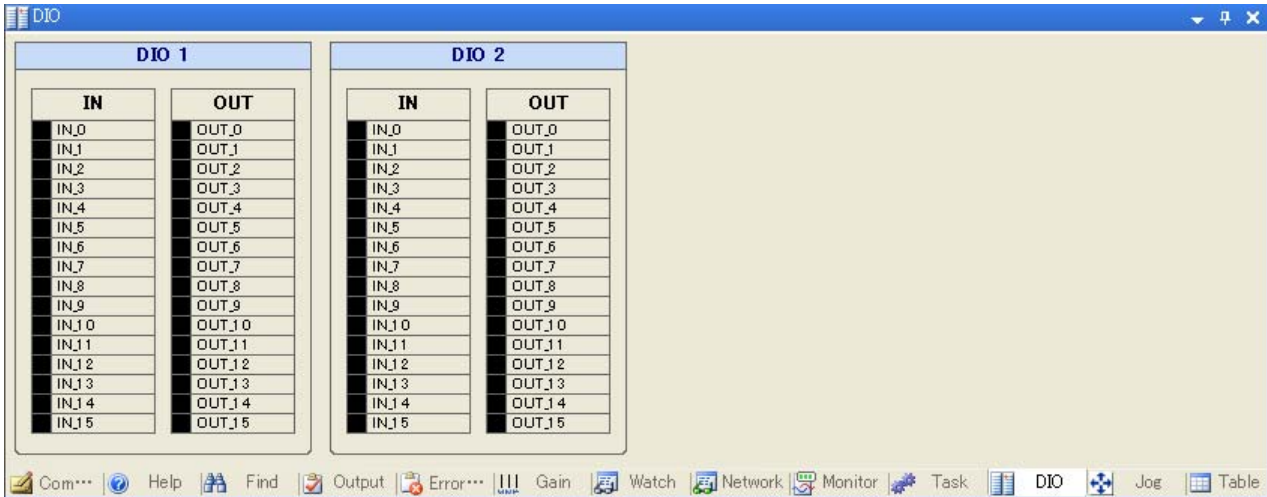 DIO
DIO 1 DIO 2
IN OUT IN OUT
IN_0 OUT_0 IN_0 OUT_0
IN_1 OUT_1 IN_1 OUT_1
IN_2 OUT_2 IN_2 OUT_2
IN_3 OUT_3 IN_3 OUT_3
IN_4 OUT_4 IN_4 OUT_4
IN_5 OUT_5 IN_5 OUT_5
IN_6 OUT_6 IN_6 OUT_6
IN_7 OUT_7 IN_7 OUT_7
IN_8 OUT_8 IN_8 OUT_8
IN_9 OUT_9 IN_9 OUT_9
IN_10 OUT_10 IN_10 OUT_10
IN_11 OUT_11 IN_11 OUT_11
IN_12 OUT_12 IN_12 OUT_12
IN_13 OUT_13 IN_13 OUT_13
IN_14 OUT_14 IN_14 OUT_14
IN_15 OUT_15 IN_15 OUT_15
Com… Help Find Output Error… Gain Watch Network Monitor Task DIO Jog Table